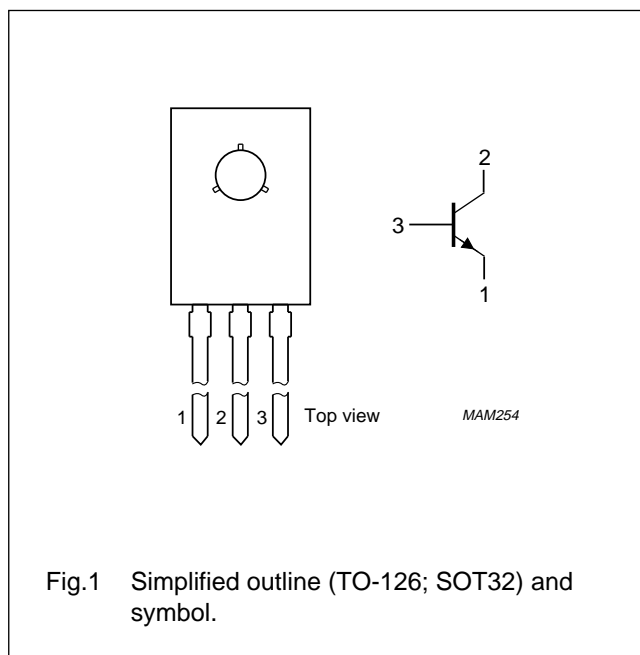 2
3
1
1 2 3 Top view MAM254
Fig.1 Simplified outline (TO-126; SOT32) and
symbol.